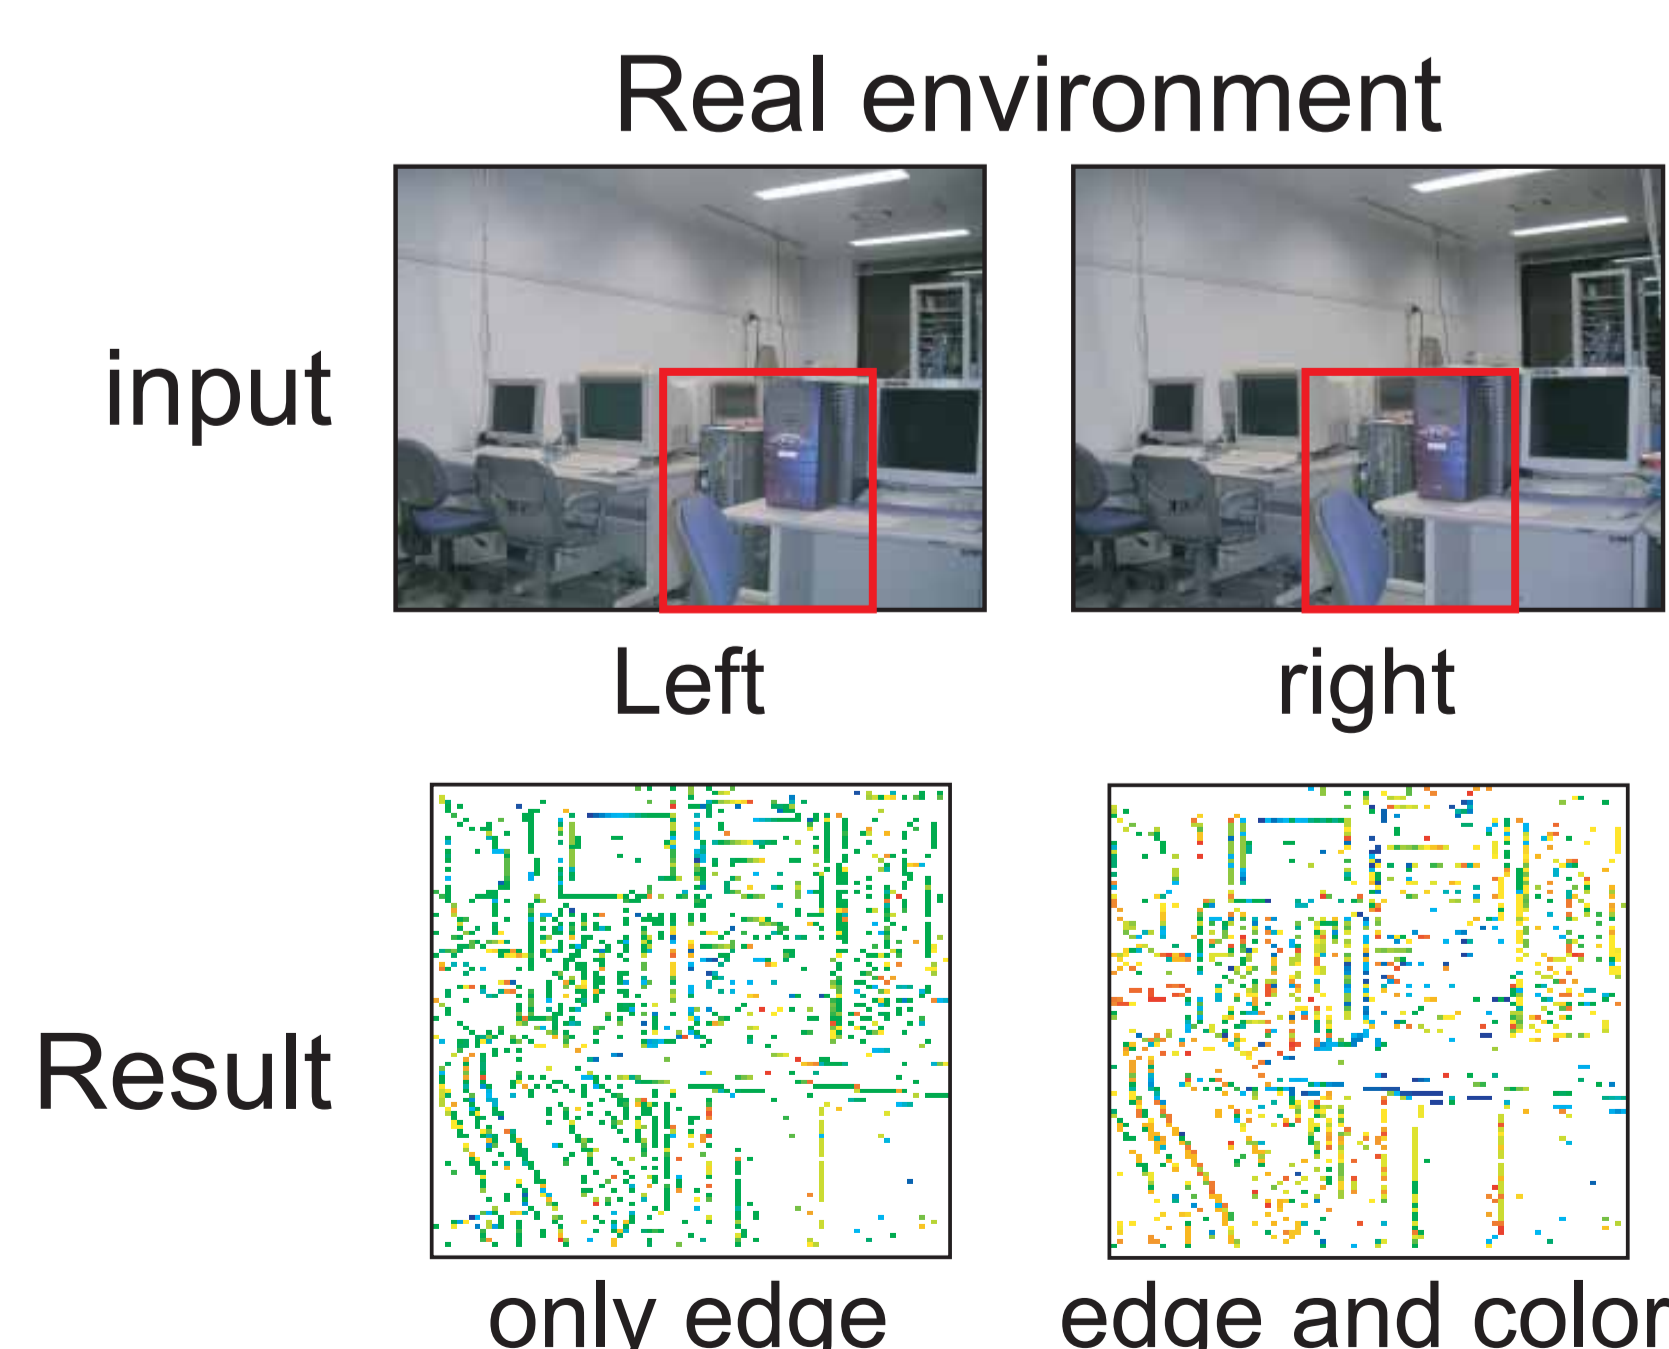 Real environment
input
Left
right
Result
only edge
edge and color